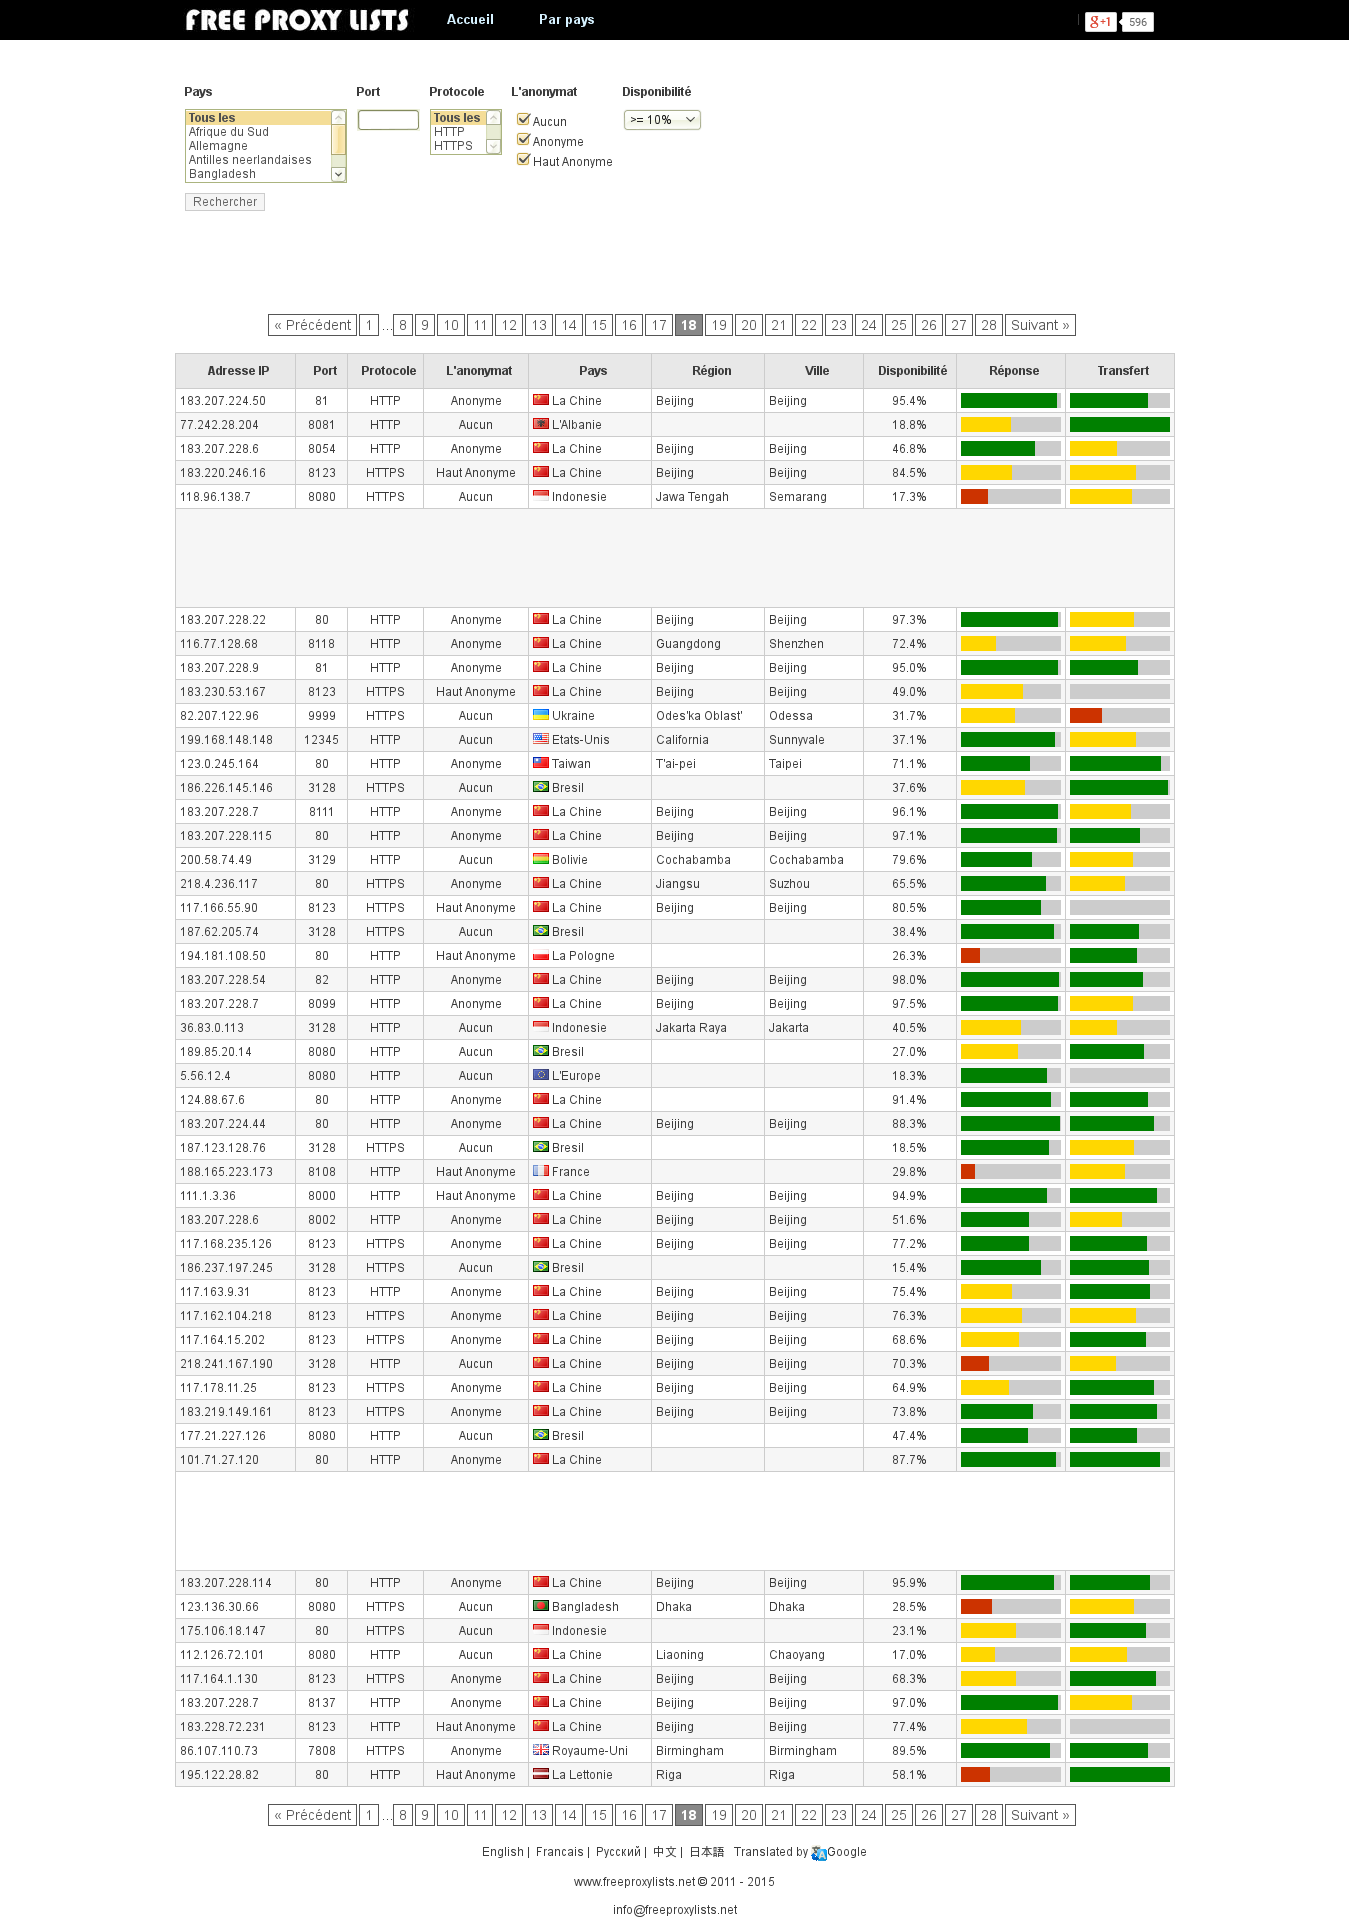 FREE PROXY LISTS Accueil Par pays g+1 596
Pays Port Protocole L'anonymat Disponibilité
Tous les Tous les Aucun >= 10%
Afrique du Sud HTTP Anonyme
Allemagne HTTPS Haut Anonyme
Antilles neerlandaises
Bangladesh
Rechercher
« Précédent 1 ... 8 9 10 11 12 13 14 15 16 17 18 19 20 21 22 23 24 25 26 27 28 Suivant »
Adresse IP Port Protocole L'anonymat Pays Région Ville Disponibilité Réponse Transfert
183.207.224.50 81 HTTP Anonyme La Chine Beijing Beijing 95.4%
77.242.28.204 8081 HTTP Aucun L'Albanie 18.8%
183.207.228.6 8054 HTTP Anonyme La Chine Beijing Beijing 46.8%
183.220.246.16 8123 HTTPS Haut Anonyme La Chine Beijing Beijing 84.5%
118.96.138.7 8080 HTTPS Aucun Indonesie Jawa Tengah Semarang 17.3%
183.207.228.22 80 HTTP Anonyme La Chine Beijing Beijing 97.3%
116.77.128.68 8118 HTTP Anonyme La Chine Guangdong Shenzhen 72.4%
183.207.228.9 81 HTTP Anonyme La Chine Beijing Beijing 95.0%
183.230.53.167 8123 HTTPS Haut Anonyme La Chine Beijing Beijing 49.0%
82.207.122.96 9999 HTTPS Aucun Ukraine Odes'ka Oblast' Odessa 31.7%
199.168.148.148 12345 HTTP Aucun Etats-Unis California Sunnyvale 37.1%
123.0.245.164 80 HTTP Anonyme Taiwan T'ai-pei Taipei 71.1%
186.226.145.146 3128 HTTPS Aucun Bresil 37.6%
183.207.228.7 8111 HTTP Anonyme La Chine Beijing Beijing 96.1%
183.207.228.115 80 HTTP Anonyme La Chine Beijing Beijing 97.1%
200.58.74.49 3129 HTTP Aucun Bolivie Cochabamba Cochabamba 79.6%
218.4.236.117 80 HTTPS Anonyme La Chine Jiangsu Suzhou 65.5%
117.166.55.90 8123 HTTPS Haut Anonyme La Chine Beijing Beijing 80.5%
187.62.205.74 3128 HTTPS Aucun Bresil 38.4%
194.181.108.50 80 HTTP Haut Anonyme La Pologne 26.3%
183.207.228.54 82 HTTP Anonyme La Chine Beijing Beijing 98.0%
183.207.228.7 8099 HTTP Anonyme La Chine Beijing Beijing 97.5%
36.83.0.113 3128 HTTP Aucun Indonesie Jakarta Raya Jakarta 40.5%
189.85.20.14 8080 HTTP Aucun Bresil 27.0%
5.56.12.4 8080 HTTP Aucun L'Europe 18.3%
124.88.67.6 80 HTTP Anonyme La Chine 91.4%
183.207.224.44 80 HTTP Anonyme La Chine Beijing Beijing 88.3%
187.123.128.76 3128 HTTPS Aucun Bresil 18.5%
188.165.223.173 8108 HTTP Haut Anonyme France 29.8%
111.1.3.36 8000 HTTP Haut Anonyme La Chine Beijing Beijing 94.9%
183.207.228.6 8002 HTTP Anonyme La Chine Beijing Beijing 51.6%
117.168.235.126 8123 HTTPS Anonyme La Chine Beijing Beijing 77.2%
186.237.197.245 3128 HTTPS Aucun Bresil 15.4%
117.163.9.31 8123 HTTP Anonyme La Chine Beijing Beijing 75.4%
117.162.104.218 8123 HTTPS Anonyme La Chine Beijing Beijing 76.3%
117.164.15.202 8123 HTTPS Anonyme La Chine Beijing Beijing 68.6%
218.241.167.190 3128 HTTP Aucun La Chine Beijing Beijing 70.3%
117.178.11.25 8123 HTTPS Anonyme La Chine Beijing Beijing 64.9%
183.219.149.161 8123 HTTPS Anonyme La Chine Beijing Beijing 73.8%
177.21.227.126 8080 HTTP Aucun Bresil 47.4%
101.71.27.120 80 HTTP Anonyme La Chine 87.7%
183.207.228.114 80 HTTP Anonyme La Chine Beijing Beijing 95.9%
123.136.30.66 8080 HTTPS Aucun Bangladesh Dhaka Dhaka 28.5%
175.106.18.147 80 HTTPS Aucun Indonesie 23.1%
112.126.72.101 8080 HTTP Aucun La Chine Liaoning Chaoyang 17.0%
117.164.1.130 8123 HTTPS Anonyme La Chine Beijing Beijing 68.3%
183.207.228.7 8137 HTTP Anonyme La Chine Beijing Beijing 97.0%
183.228.72.231 8123 HTTP Haut Anonyme La Chine Beijing Beijing 77.4%
86.107.110.73 7808 HTTPS Anonyme Royaume-Uni Birmingham Birmingham 89.5%
195.122.28.82 80 HTTP Haut Anonyme La Lettonie Riga Riga 58.1%
« Précédent 1 ... 8 9 10 11 12 13 14 15 16 17 18 19 20 21 22 23 24 25 26 27 28 Suivant »
English | Francais | Русский | 中文 | 日本語 Translated by Google
www.freeproxylists.net © 2011 - 2015
info@freeproxylists.net